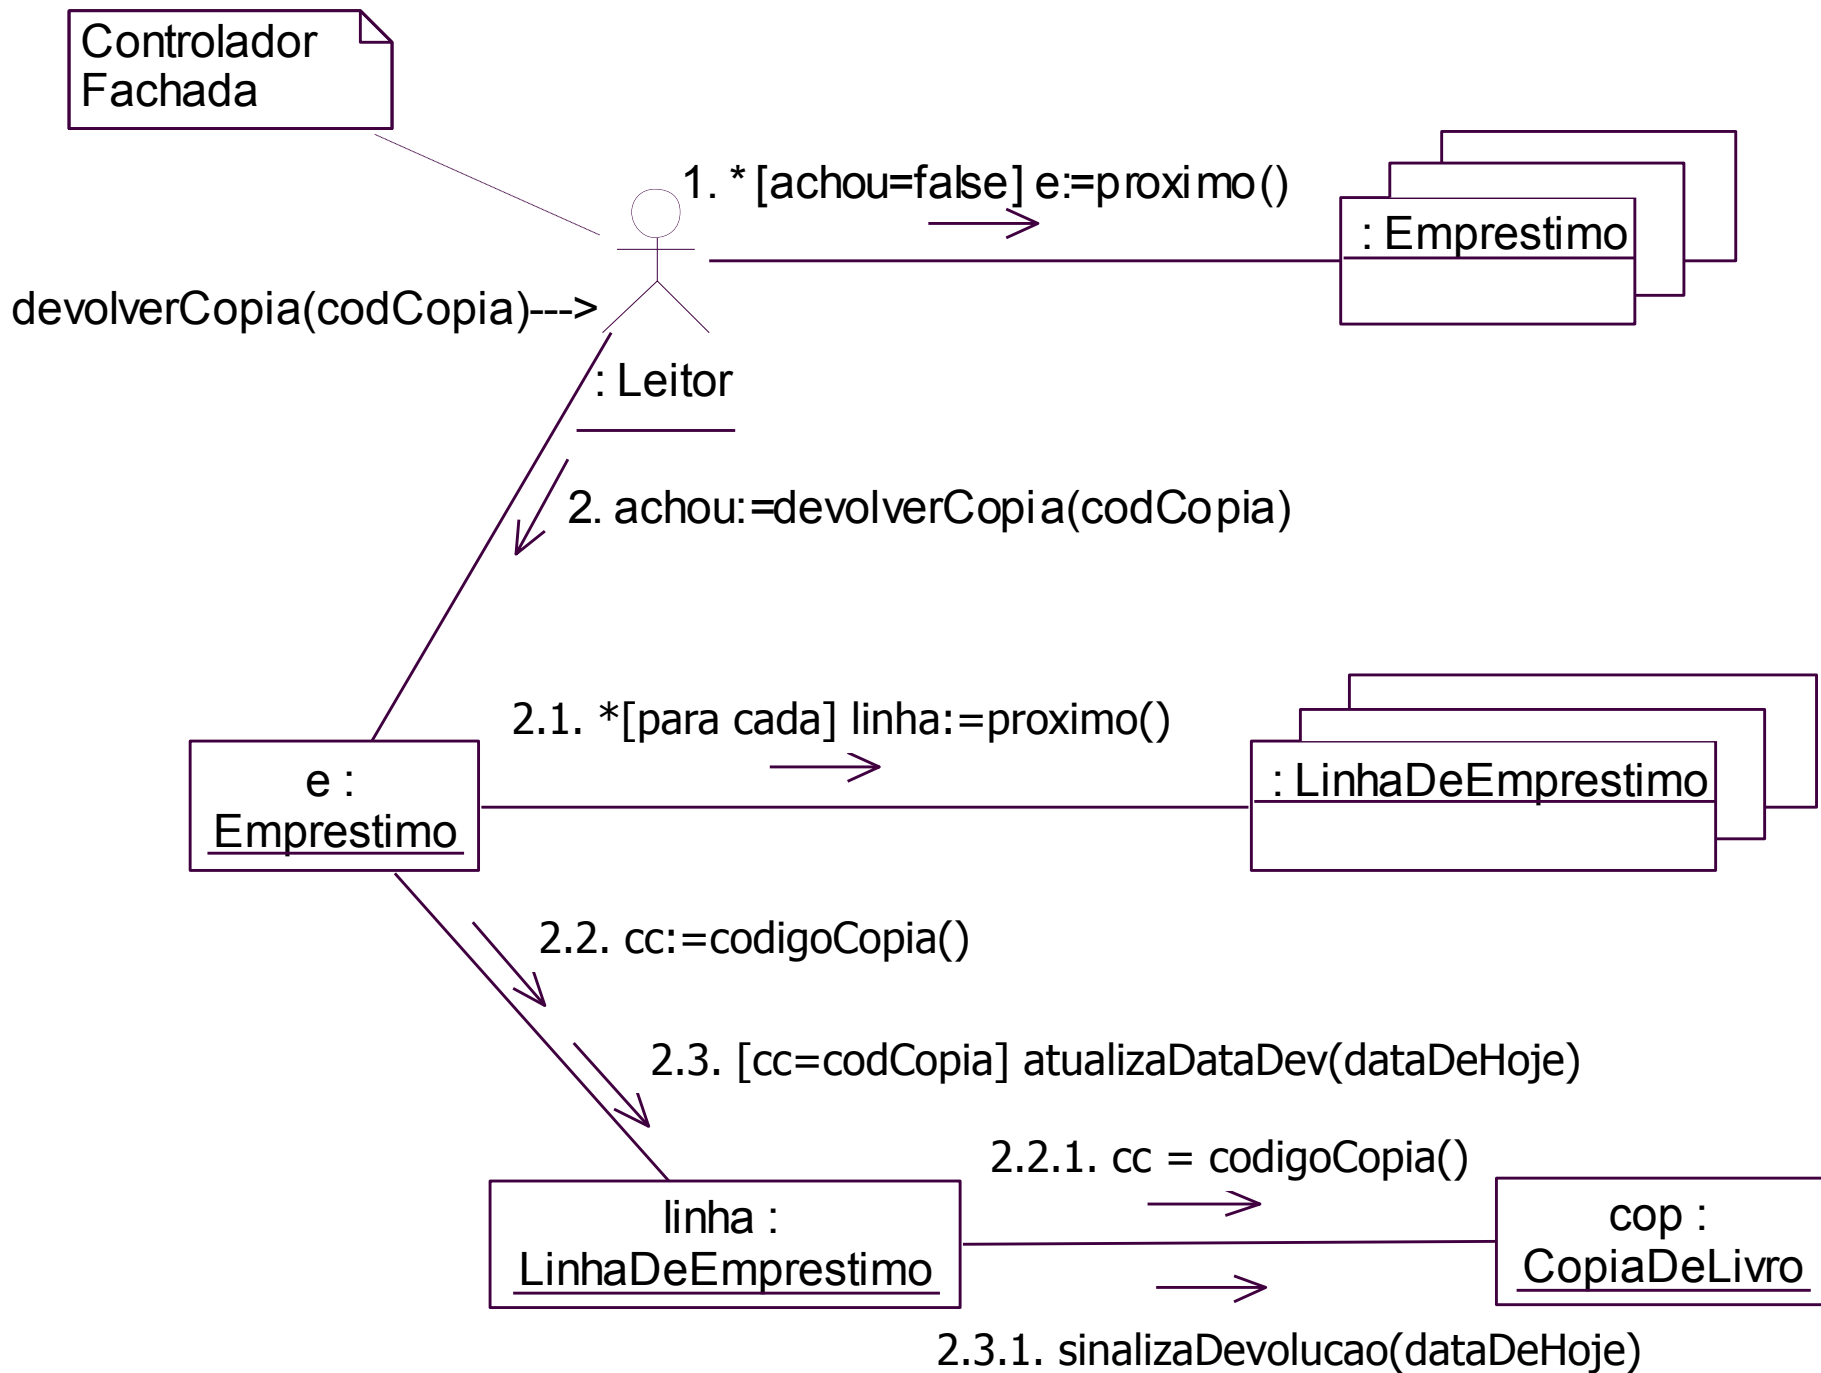 Controlador
Fachada
1. * [achou=false] e:=proximo()
: Emprestimo
devolverCopia(codCopia)--->
: Leitor
2. achou:=devolverCopia(codCopia)
2.1. *[para cada] linha:=proximo()
e :
Emprestimo
: LinhaDeEmprestimo
2.2. cc:=codigoCopia()
2.3. [cc=codCopia] atualizaDataDev(dataDeHoje)
2.2.1. cc = codigoCopia()
linha :
LinhaDeEmprestimo
cop :
CopiaDeLivro
2.3.1. sinalizaDevolucao(dataDeHoje)